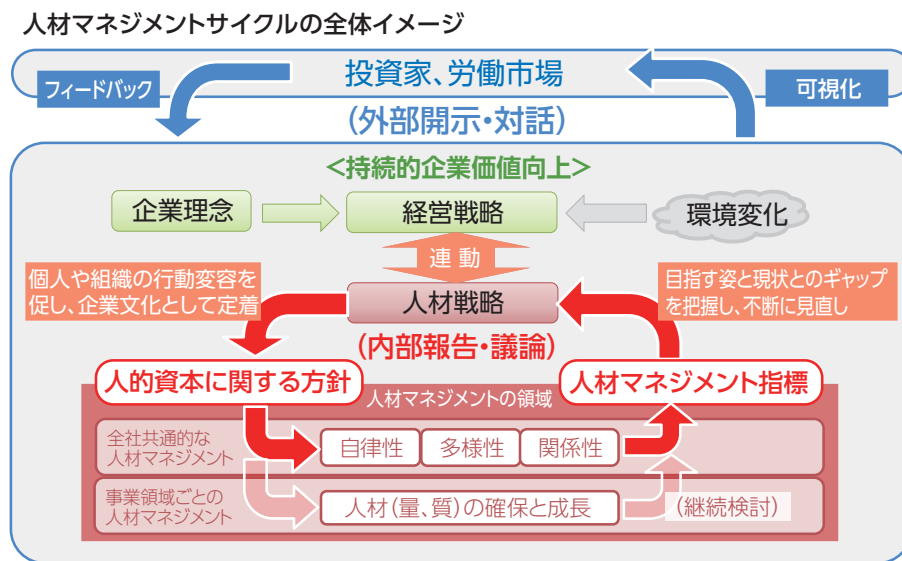 人材マネジメントサイクルの全体イメージ
フィードバック
投資家、労働市場
可視化
(外部開示・対話)
<持続的企業価値向上>
企業理念
経営戦略
環境変化
連動
個人や組織の行動変容を
促し、企業文化として定着
目指す姿と現状とのギャップ
を把握し、不断に見直し
人材戦略
(内部報告・議論)
人的資本に関する方針
人材マネジメント指標
人材マネジメントの領域
全社共通的な
人材マネジメント
自律性
多様性
関係性
事業領域ごとの
人材マネジメント
人材(量、質)の確保と成長
(継続検討)